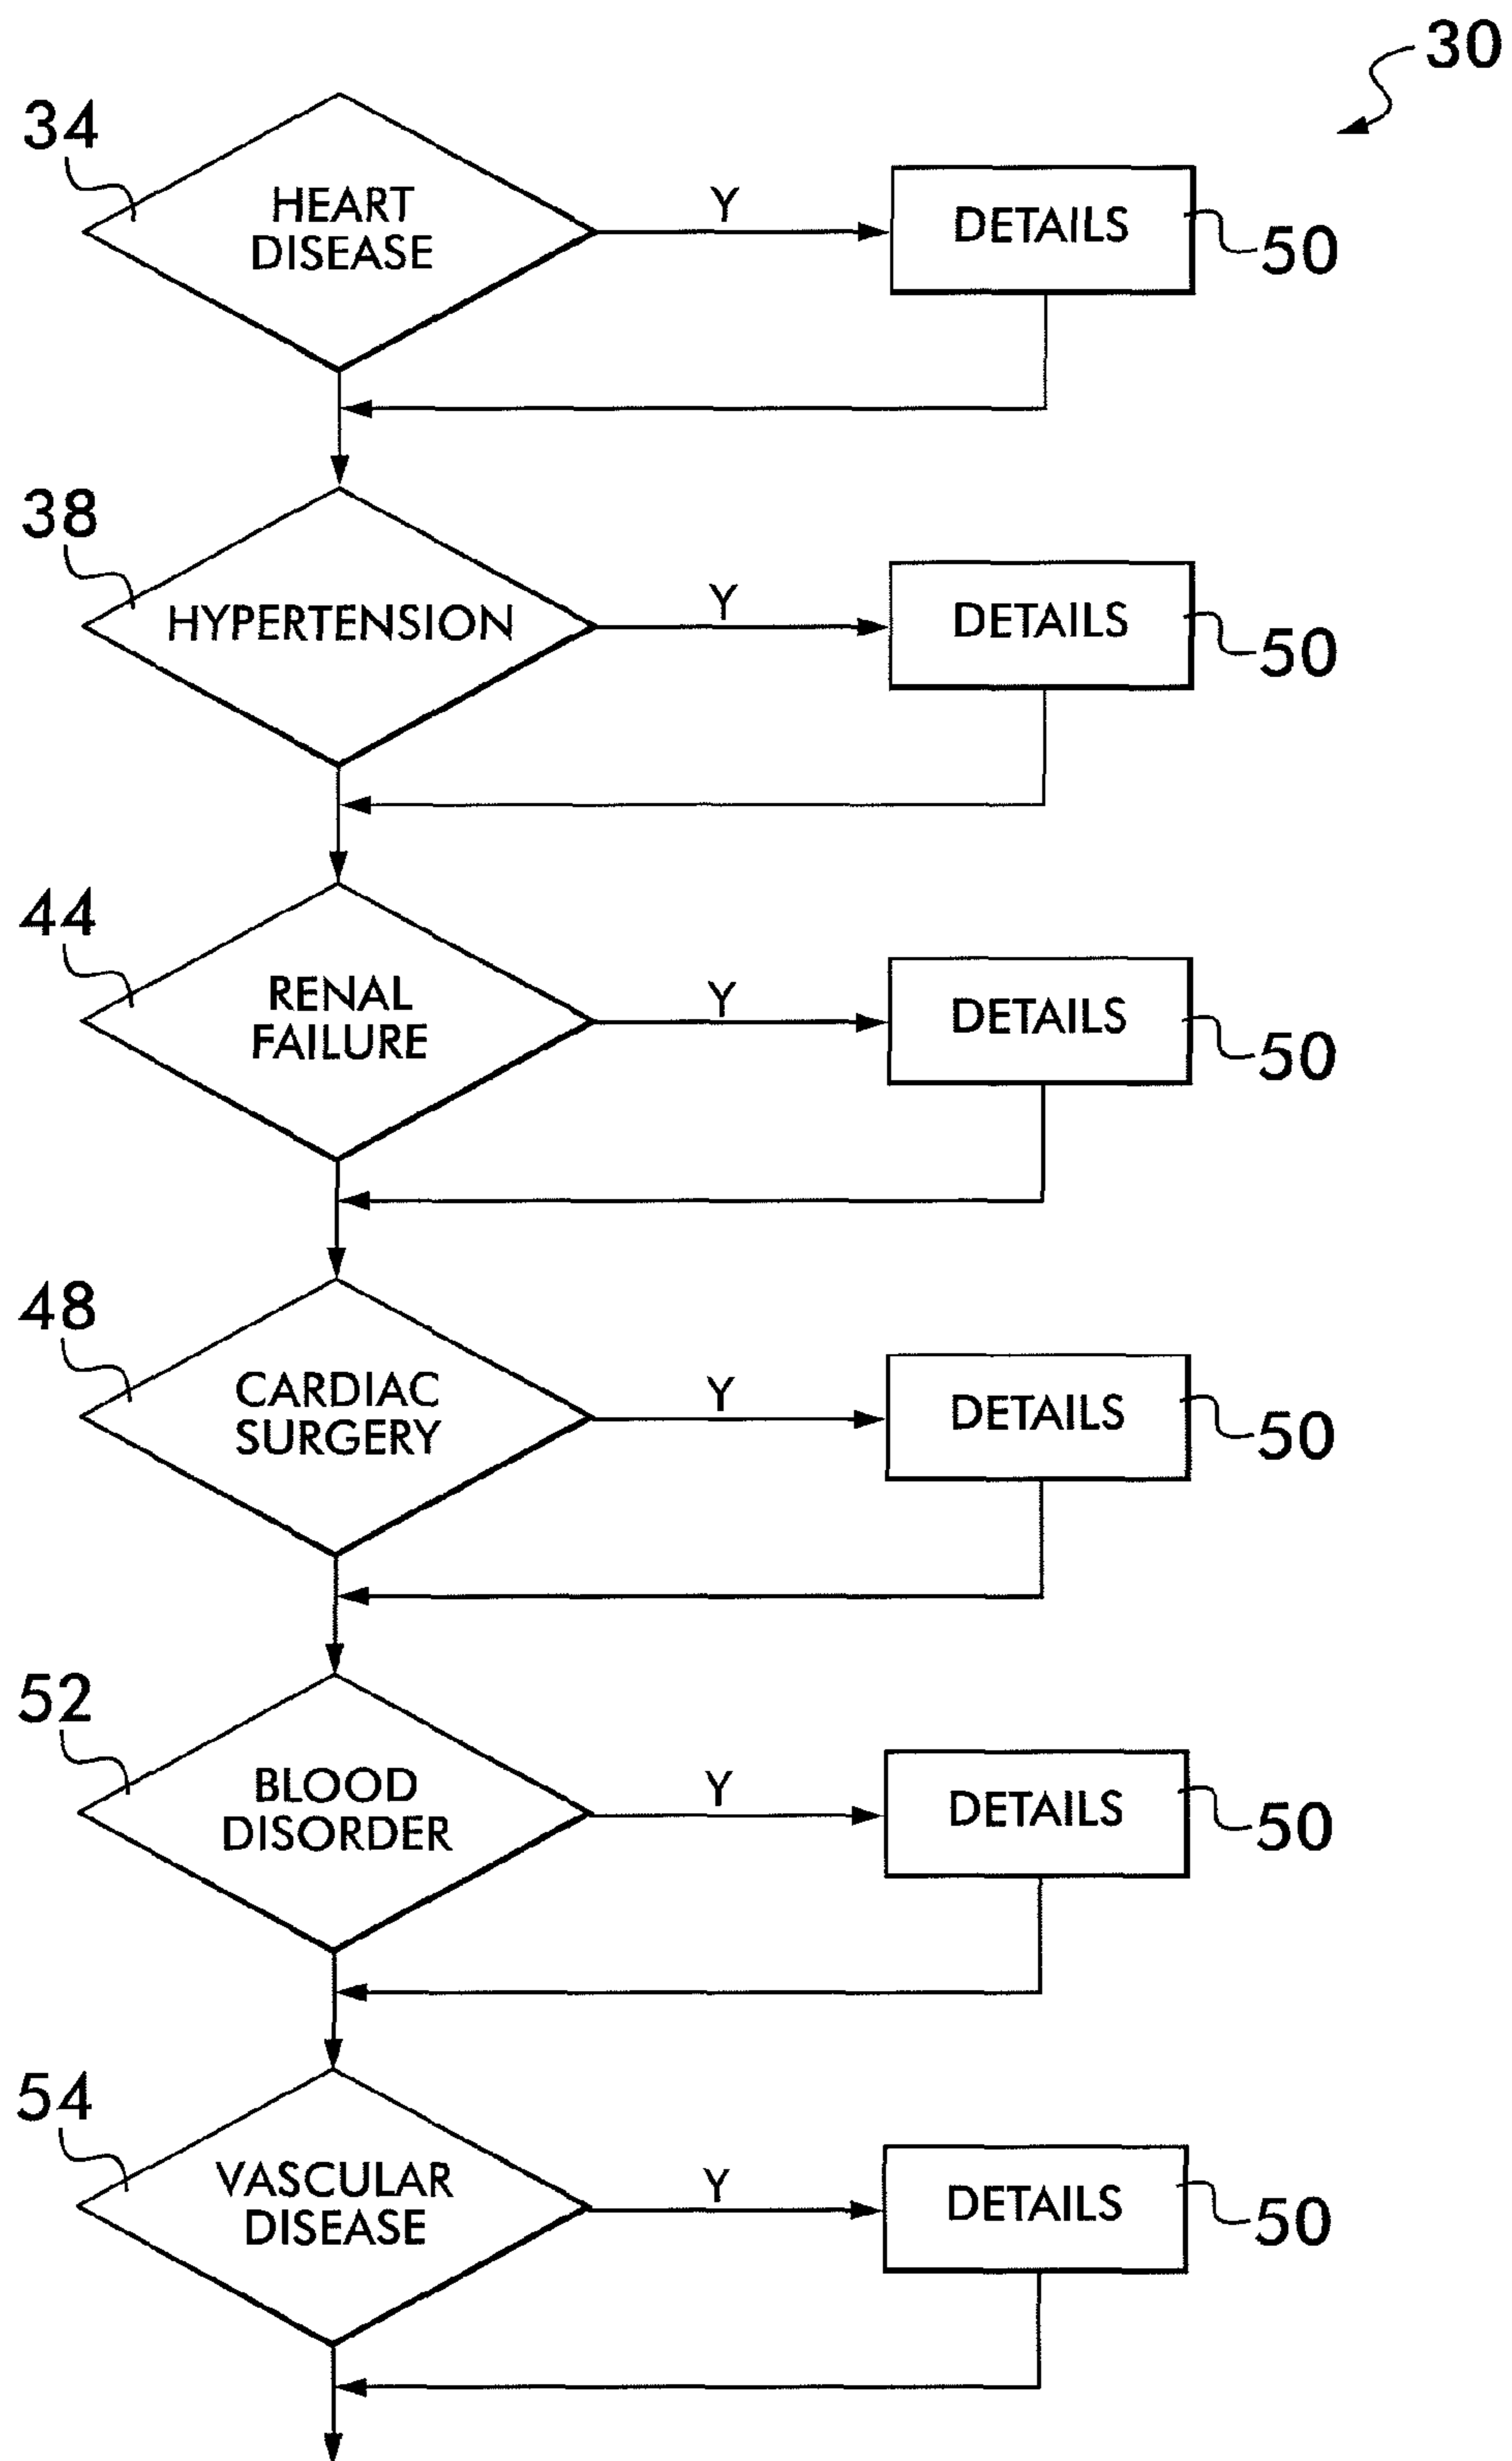 30
34
HEART
DISEASE
Y
DETAILS
50
38
HYPERTENSION
Y
DETAILS
50
44
RENAL
FAILURE
Y
DETAILS
50
48
CARDIAC
SURGERY
Y
DETAILS
50
52
BLOOD
DISORDER
Y
DETAILS
50
54
VASCULAR
DISEASE
Y
DETAILS
50